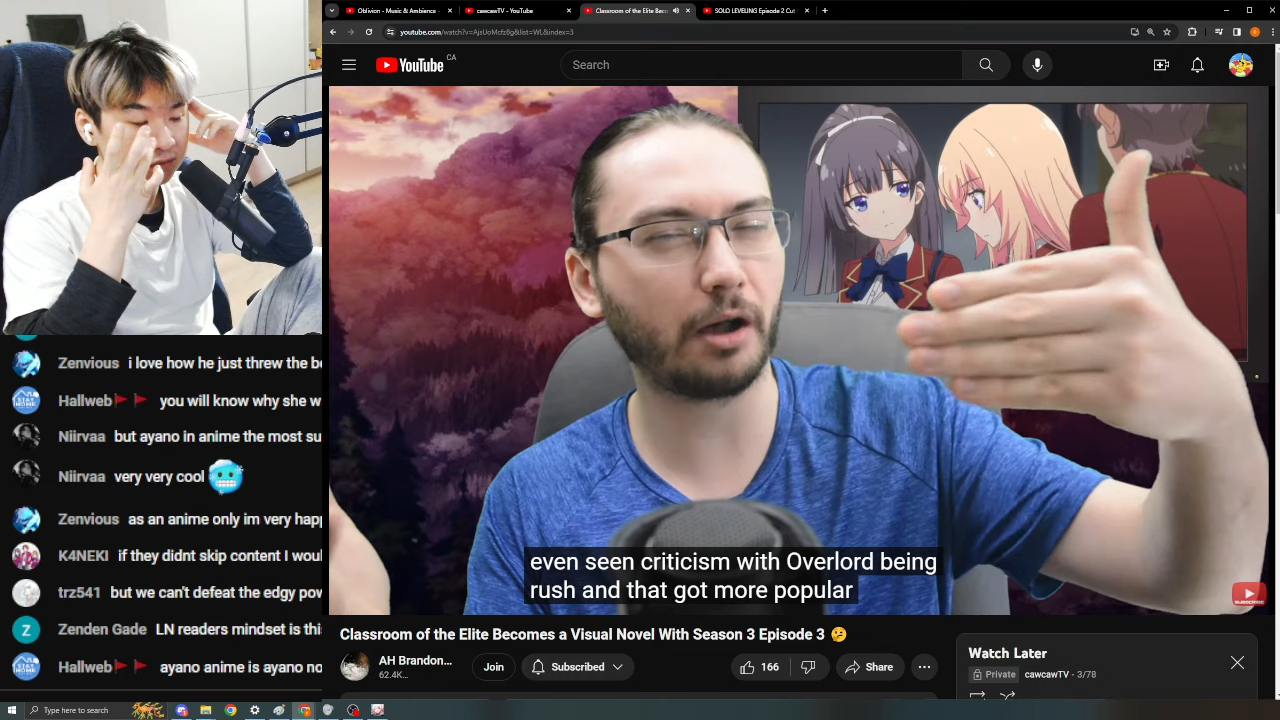 Oblivion - Music & Ambience -
cawcawTV - YouTube
Classroom of the Elite Beco
SOLO LEVELING Episode 2 Cut
youtube.com/watch?v=AjsUoMcfz8g&list=WL&index=3
YouTube CA
Search
even seen criticism with Overlord being
rush and that got more popular
SUBSCRIBE
Classroom of the Elite Becomes a Visual Novel With Season 3 Episode 3 🤔
AH Brandon...
62.4K...
Join
Subscribed
166
Share
Watch Later
Private cawcawTV - 3/78
Zenvious i love how he just threw the be
Hallweb🚩🚩 you will know why she w
Niirvaa but ayano in anime the most su
Niirvaa very very cool 🥶
Zenvious as an anime only im very happ
K4NEKI if they didnt skip content I wou
trz541 but we can't defeat the edgy pow
Z Zenden Gade LN readers mindset is thi
Hallweb🚩🚩 ayano anime is ayano no
Type here to search